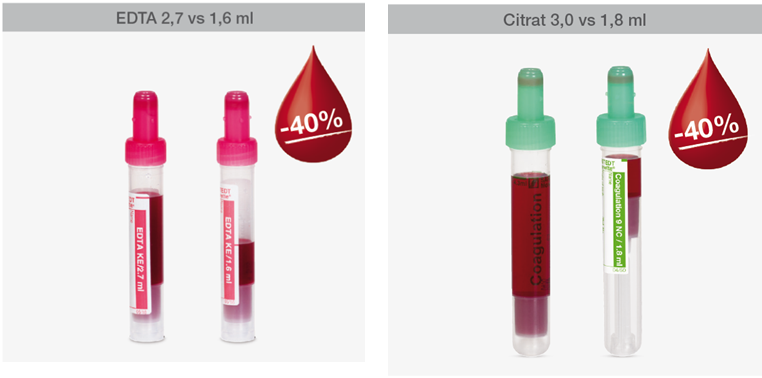 EDTA 2,7 vs 1,6 ml
-40%
EDTA KE/2.7 ml
EDTA KE/1.6 ml
Citrat 3,0 vs 1,8 ml
-40%
Coagulation
Coagulation 9 NC / 1.8 ml